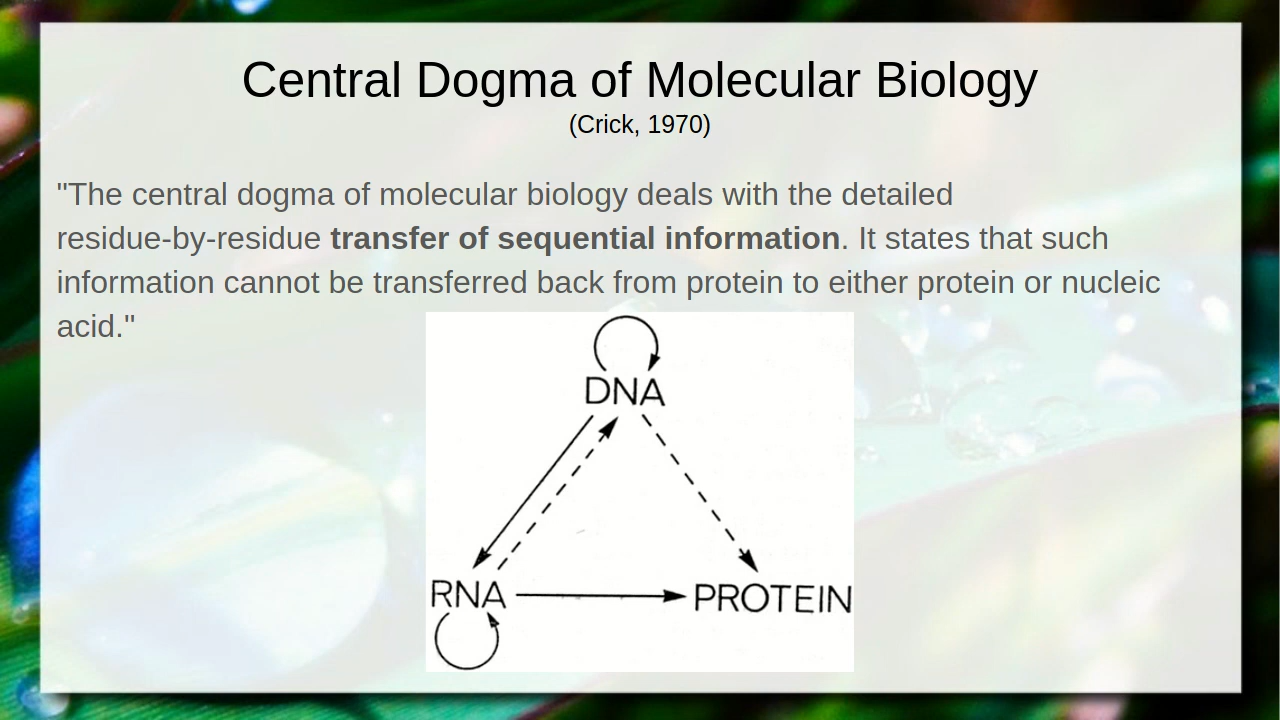 Central Dogma of Molecular Biology
(Crick, 1970)
"The central dogma of molecular biology deals with the detailed
residue-by-residue transfer of sequential information. It states that such
information cannot be transferred back from protein to either protein or nucleic
acid."
DNA
RNA PROTEIN